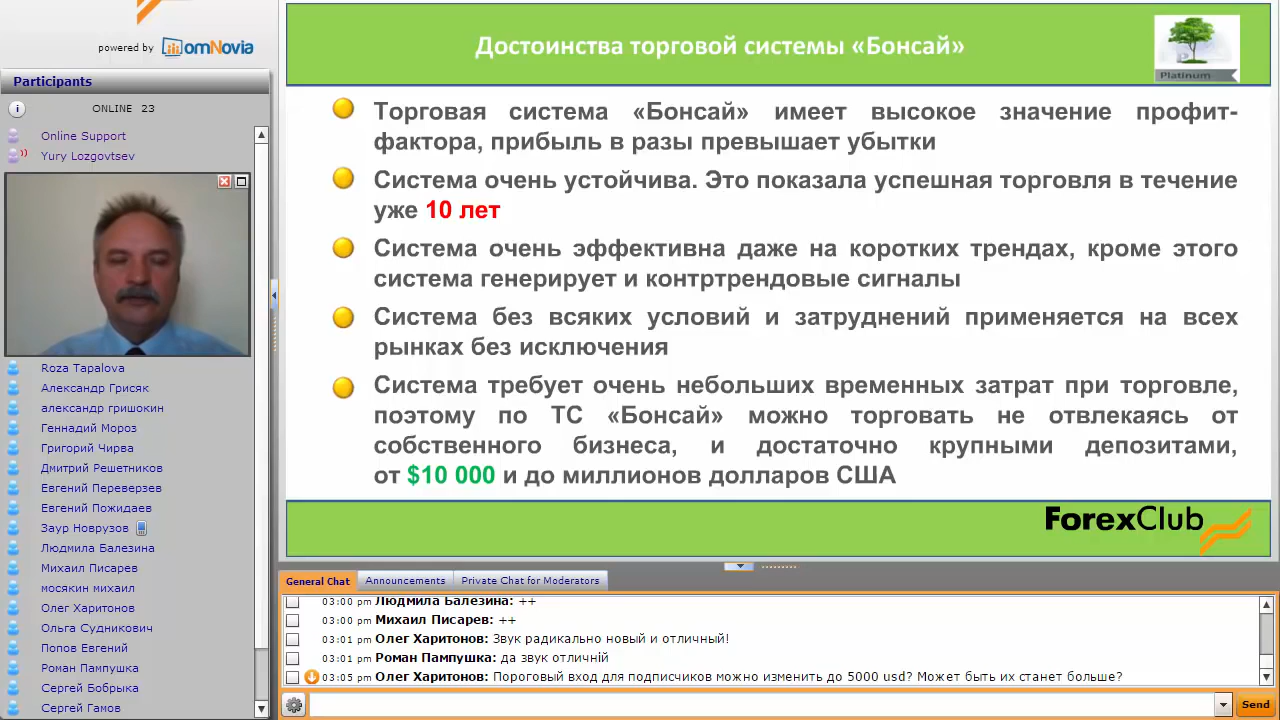 powered by omNovia
Participants
ONLINE 23
Online Support
Yury Lozgovtsev
Roza Tapalova
Александр Грисяк
александр гришокин
Геннадий Мороз
Григорий Чирва
Дмитрий Решетников
Евгений Переверзев
Евгений Пожидаев
Заур Новрузов
Людмила Балезина
Михаил Писарев
мосякин михаил
Олег Харитонов
Ольга Судникович
Попов Евгений
Роман Пампушка
Сергей Бобрыка
Сергей Гамов
Достоинства торговой системы «Бонсай»
Platinum
Торговая система «Бонсай» имеет высокое значение профит-
фактора, прибыль в разы превышает убытки
Система очень устойчива. Это показала успешная торговля в течение
уже 10 лет
Система очень эффективна даже на коротких трендах, кроме этого
система генерирует и контртрендовые сигналы
Система без всяких условий и затруднений применяется на всех
рынках без исключения
Система требует очень небольших временных затрат при торговле,
поэтому по ТС «Бонсай» можно торговать не отвлекаясь от
собственного бизнеса, и достаточно крупными депозитами,
от $10 000 и до миллионов долларов США
ForexClub
General Chat Announcements Private Chat for Moderators
03:00 pm Людмила Балезина: ++
03:00 pm Михаил Писарев: ++
03:01 pm Олег Харитонов: Звук радикально новый и отличный!
03:01 pm Роман Пампушка: да звук отличній
03:05 pm Олег Харитонов: Пороговый вход для подписчиков можно изменить до 5000 usd? Может быть их станет больше?
Send